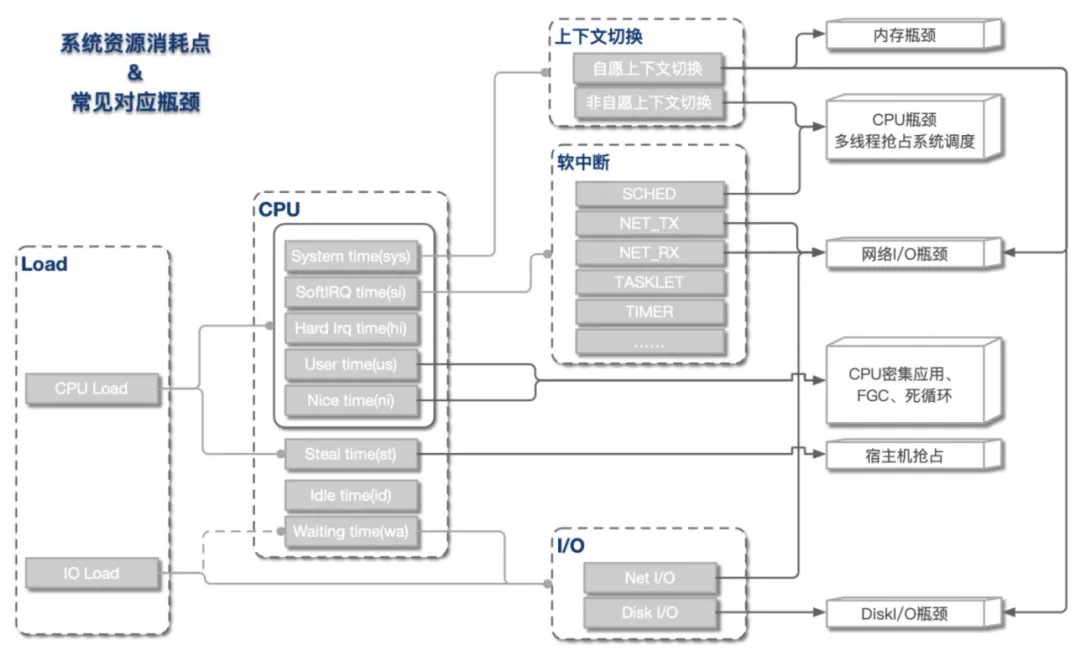 系统资源消耗点
&
常见对应瓶颈
Load
CPU Load
IO Load
CPU
System time(sys)
SoftIRQ time(si)
Hard Irq time(hi)
User time(us)
Nice time(ni)
Steal time(st)
Idle time(id)
Waiting time(wa)
上下文切换
自愿上下文切换
非自愿上下文切换
软中断
SCHED
NET_TX
NET_RX
TASKLET
TIMER
……
I/O
Net I/O
Disk I/O
内存瓶颈
CPU瓶颈
多线程抢占系统调度
网络I/O瓶颈
CPU密集应用、
FGC、死循环
宿主机抢占
DiskI/O瓶颈